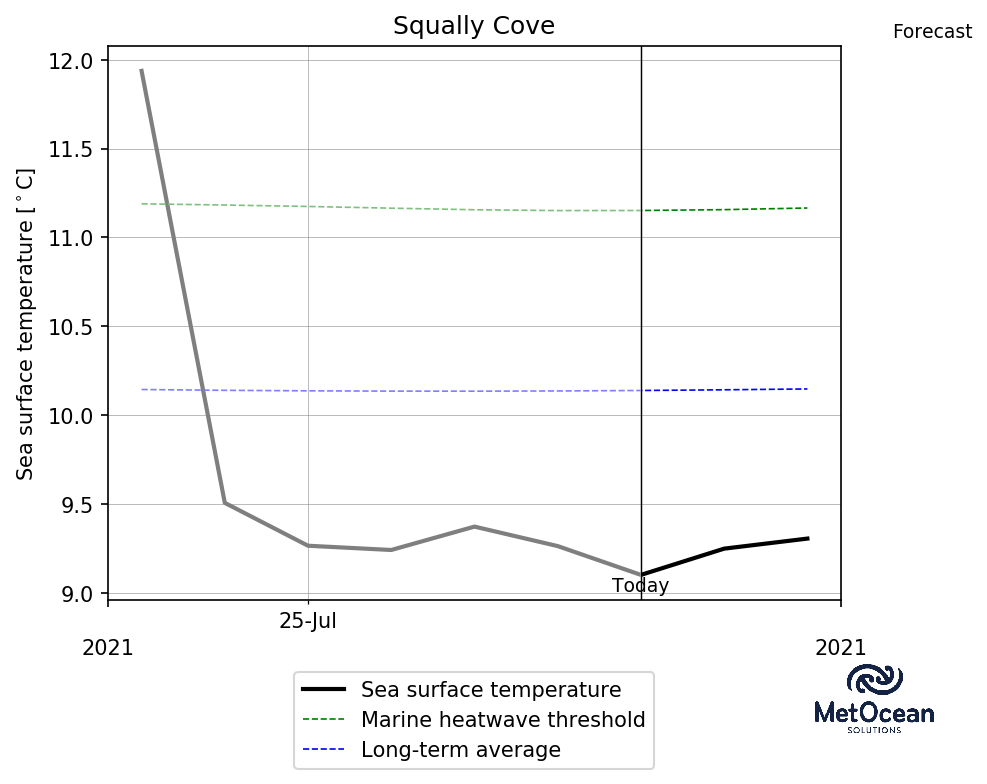 Squally Cove
Forecast
Sea surface temperature [°C]
12.0
11.5
11.0
10.5
10.0
9.5
9.0
Today
25-Jul
2021
2021
Sea surface temperature
Marine heatwave threshold
Long-term average
MetOcean
SOLUTIONS